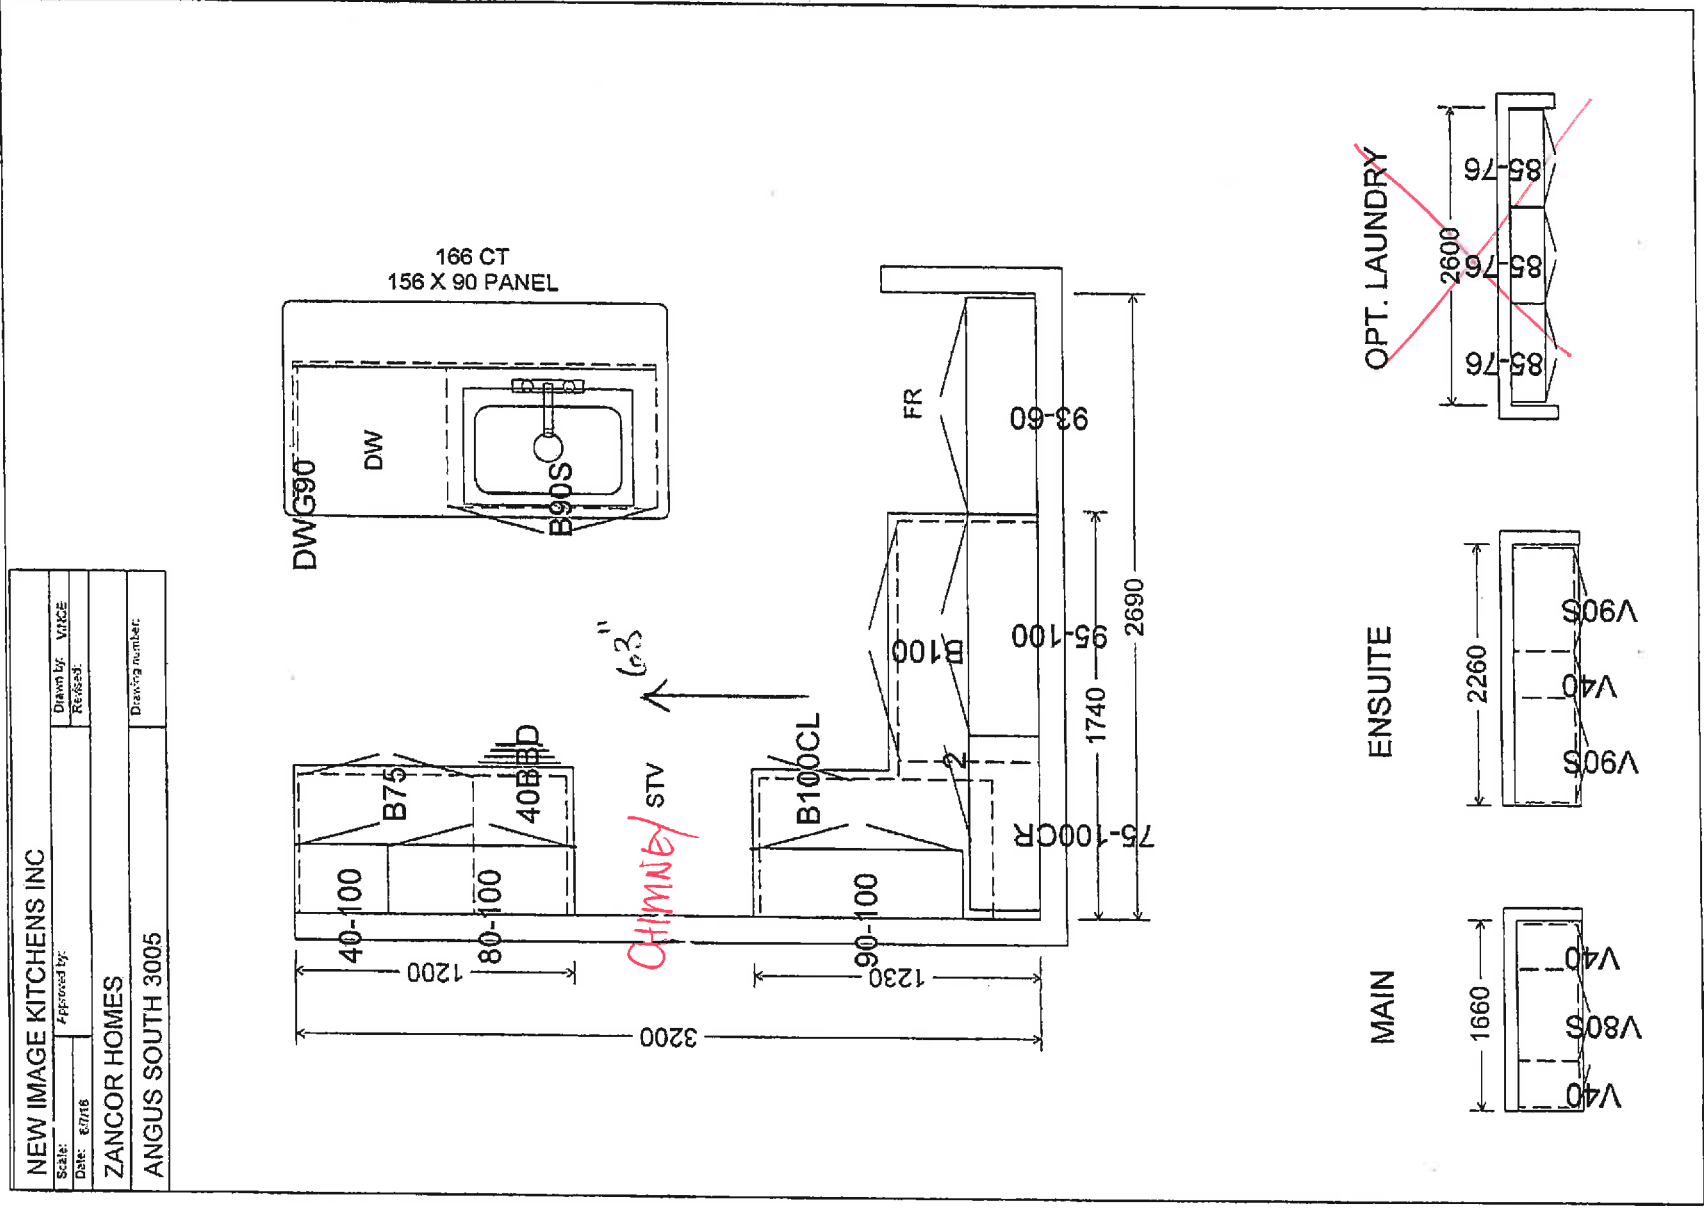 NEW IMAGE KITCHENS INC
Scale:
Approved by:
Drawn by: VINCE
Date: 6/7/16
Revised:
ZANCOR HOMES
ANGUS SOUTH 3005
Drawing number:
166 CT
156 X 90 PANEL
DWG90
DW
B90S
FR
93-60
B100
95-100
2690
1740
63"
B75
40BBD
STV
CHIMNEY
B100CL
2
75-100CR
40-100
80-100
90-100
1200
1230
3200
OPT. LAUNDRY
2600
85-76
85-76
85-76
ENSUITE
2260
V90S
V40
V90S
MAIN
1660
V40
V80S
V40